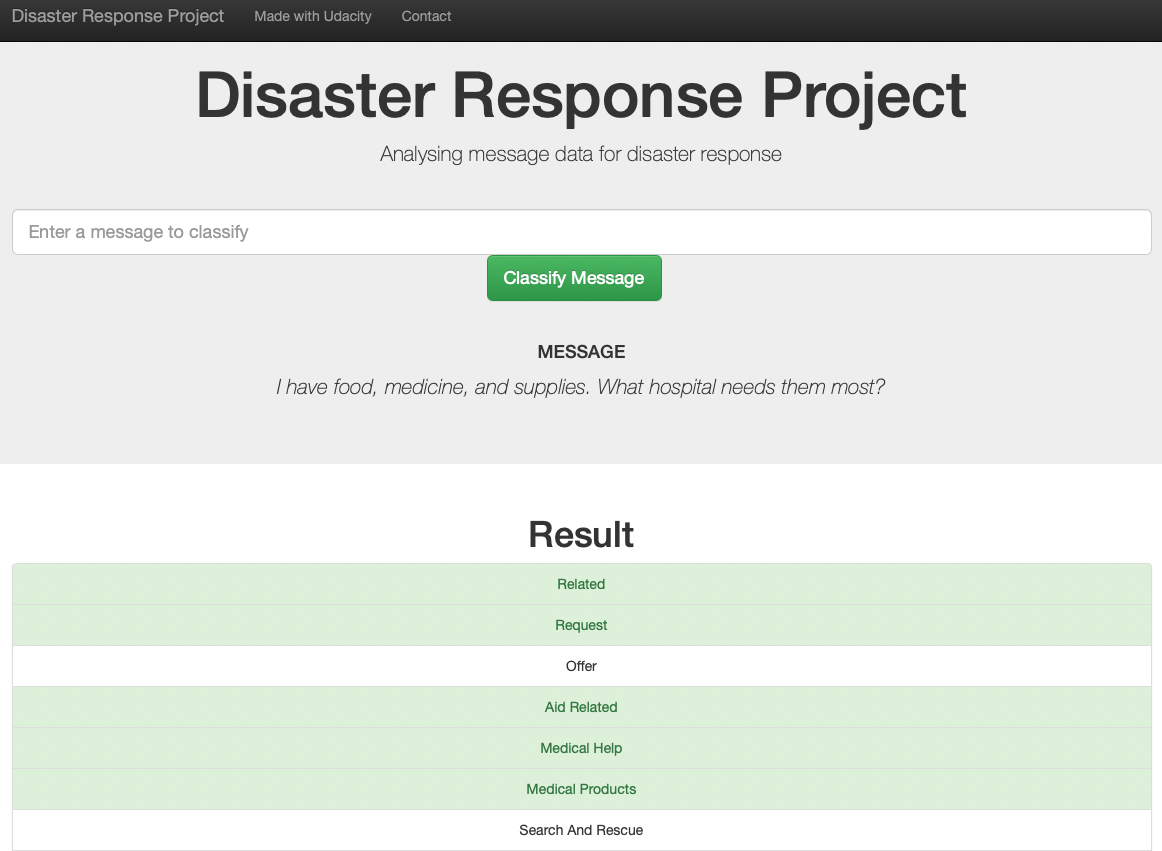 Disaster Response Project Made with Udacity Contact
Disaster Response Project
Analysing message data for disaster response
Enter a message to classify
Classify Message
MESSAGE
I have food, medicine, and supplies. What hospital needs them most?
Result
Related
Request
Offer
Aid Related
Medical Help
Medical Products
Search And Rescue